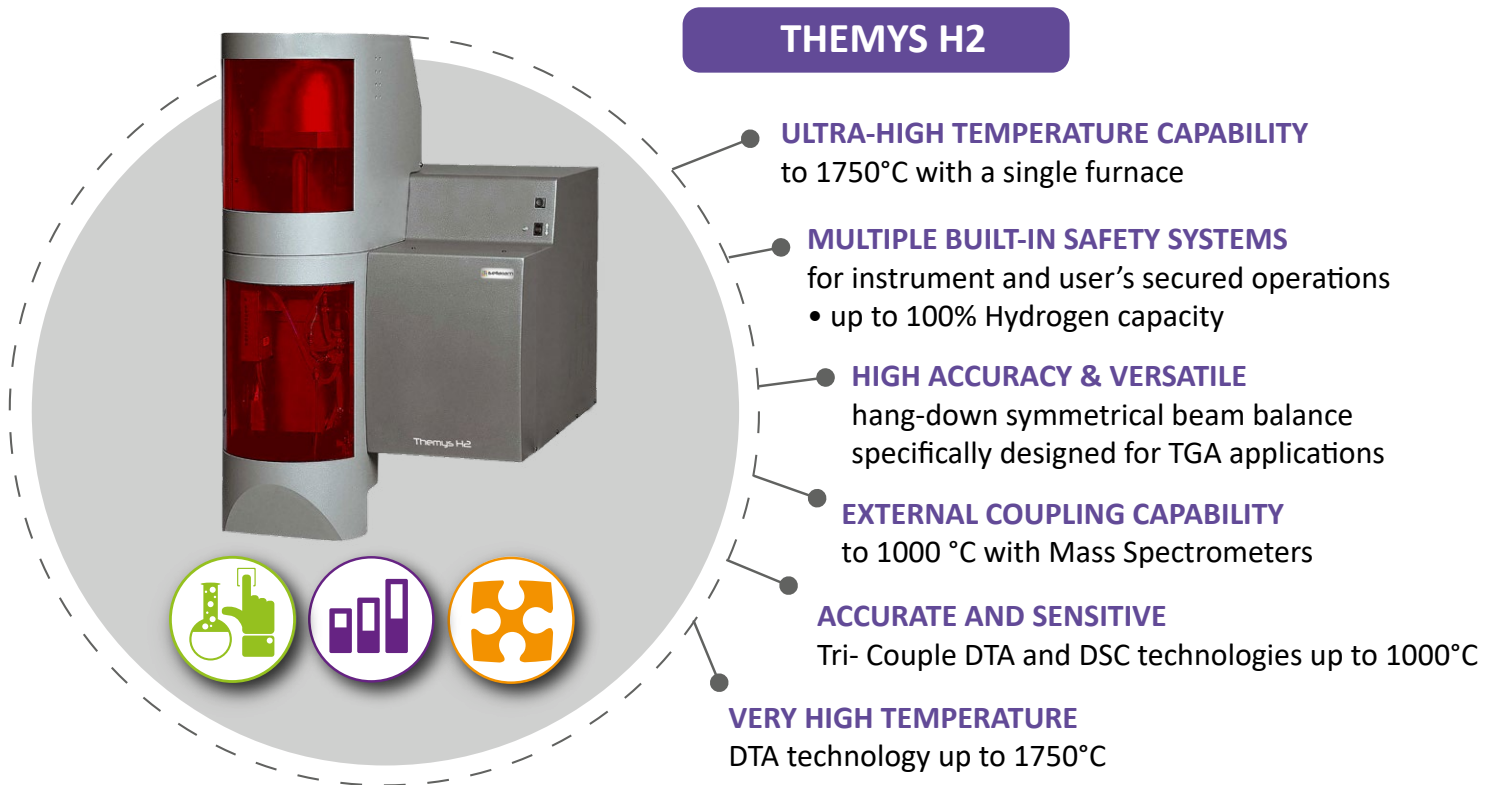 THEMYS H2
ULTRA-HIGH TEMPERATURE CAPABILITY
to 1750°C with a single furnace
MULTIPLE BUILT-IN SAFETY SYSTEMS
for instrument and user’s secured operations
• up to 100% Hydrogen capacity
HIGH ACCURACY & VERSATILE
hang-down symmetrical beam balance
specifically designed for TGA applications
EXTERNAL COUPLING CAPABILITY
to 1000 °C with Mass Spectrometers
ACCURATE AND SENSITIVE
Tri- Couple DTA and DSC technologies up to 1000°C
VERY HIGH TEMPERATURE
DTA technology up to 1750°C
setaram
Themys H2